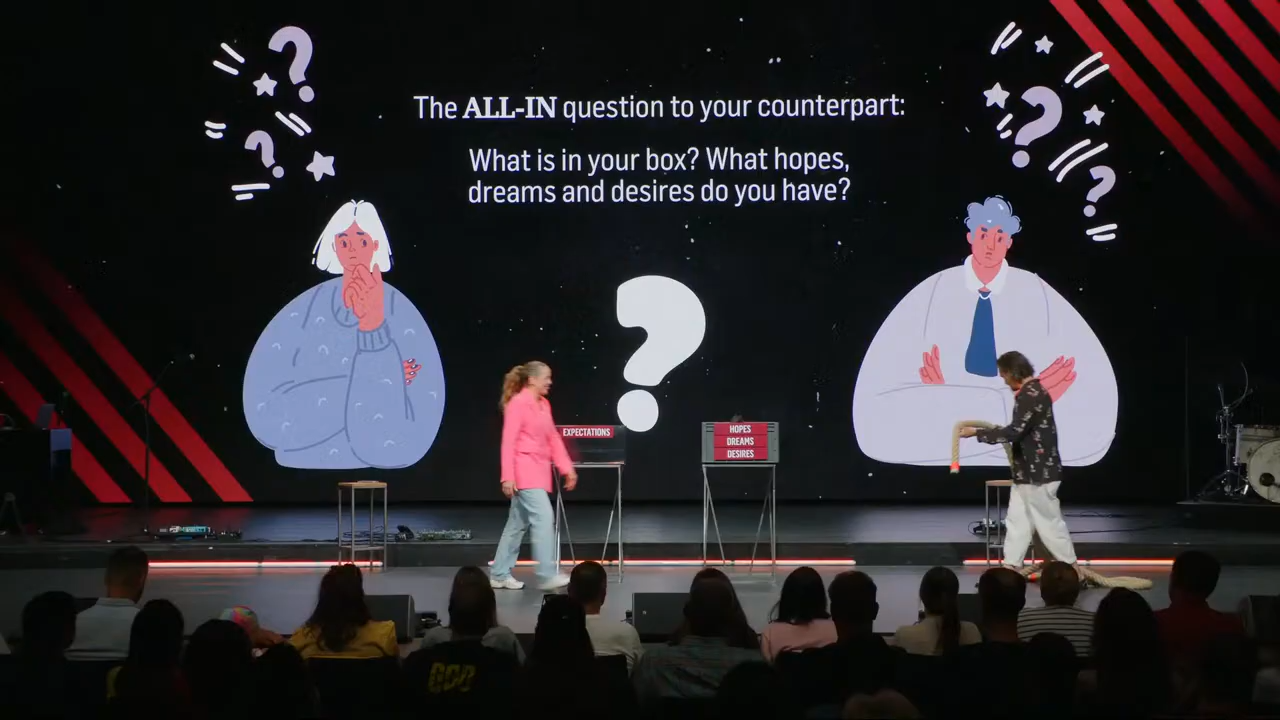 The ALL-IN question to your counterpart:
What is in your box? What hopes,
dreams and desires do you have?
EXPECTATIONS
HOPES
DREAMS
DESIRES